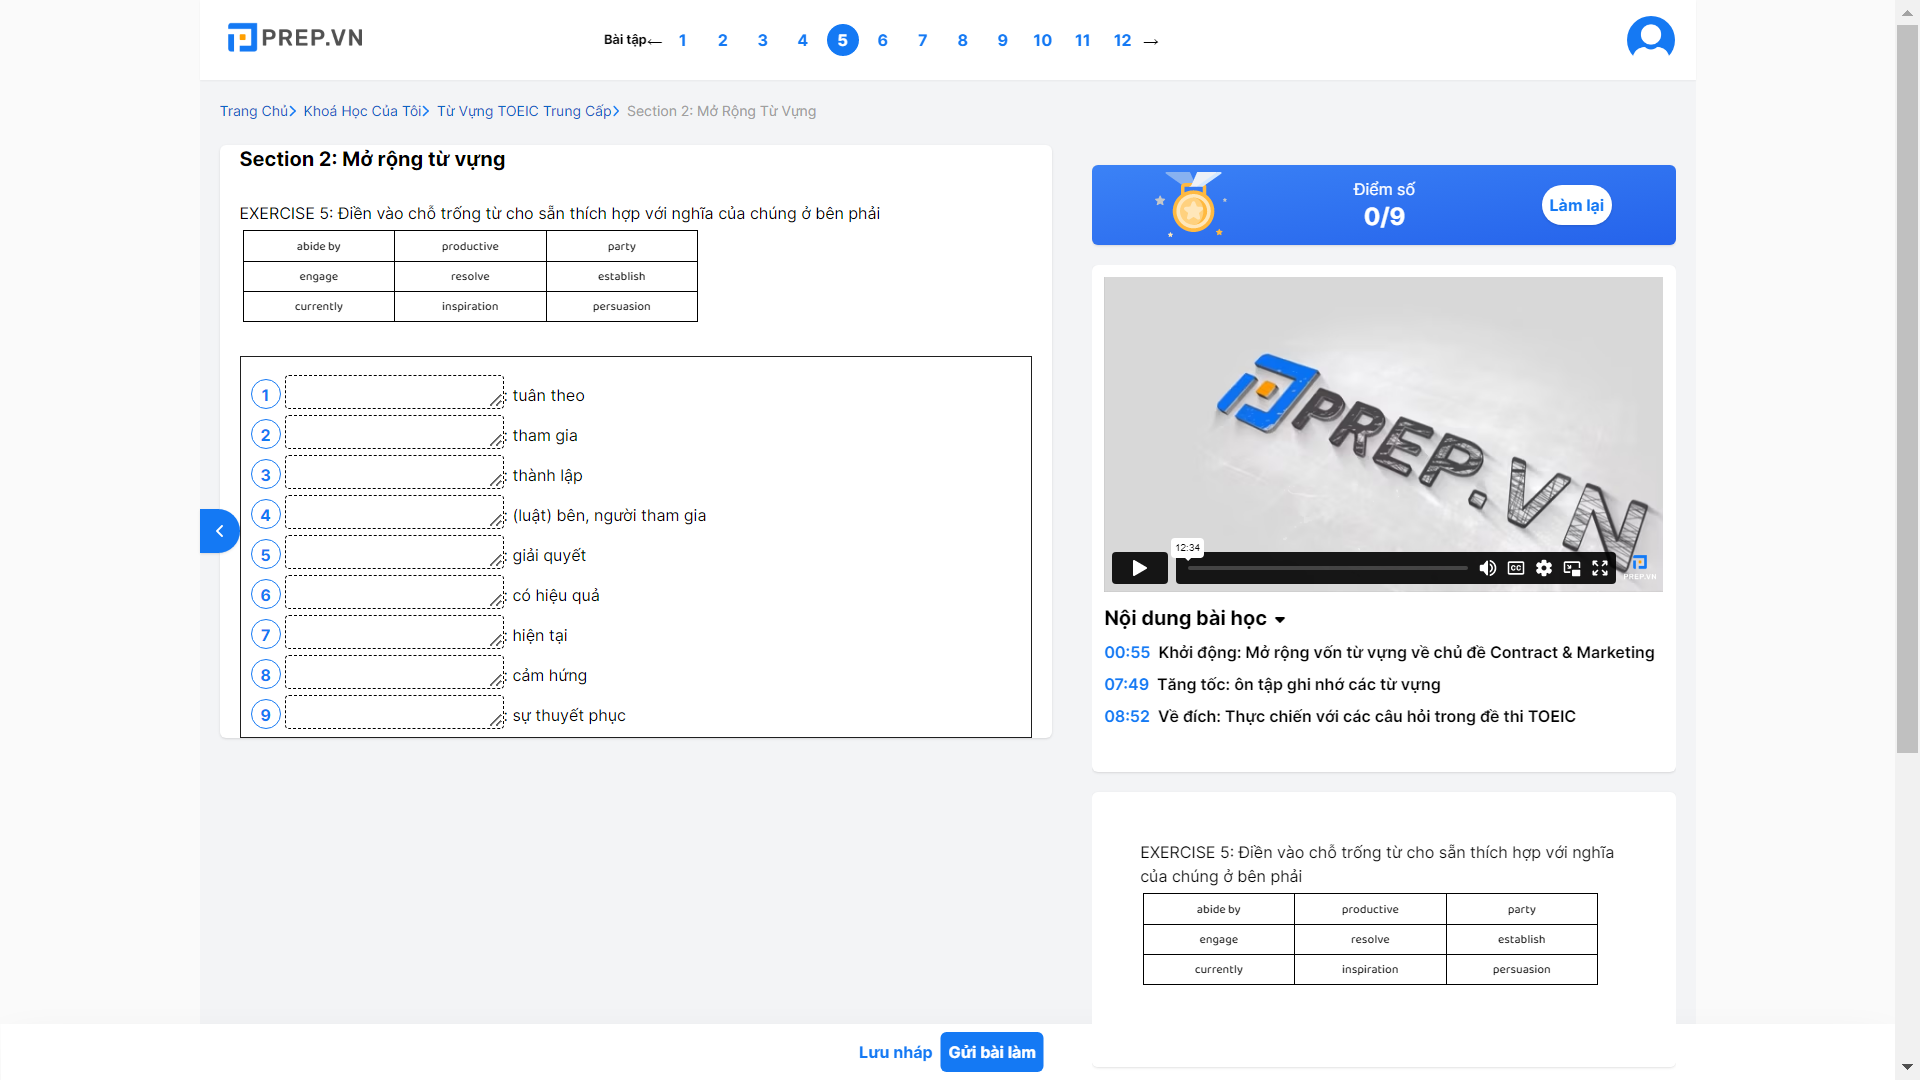 PREP.VN
Bài tập← 1 2 3 4 5 6 7 8 9 10 11 12 →
Trang Chủ> Khoá Học Của Tôi> Từ Vựng TOEIC Trung Cấp> Section 2: Mở Rộng Từ Vựng
Section 2: Mở rộng từ vựng
EXERCISE 5: Điền vào chỗ trống từ cho sẵn thích hợp với nghĩa của chúng ở bên phải
abide by productive party
engage resolve establish
currently inspiration persuasion
1 : tuân theo
2 : tham gia
3 : thành lập
4 : (luật) bên, người tham gia
5 : giải quyết
6 : có hiệu quả
7 : hiện tại
8 : cảm hứng
9 : sự thuyết phục
Điểm số
0/9
Làm lại
PREP.VN
12:34
CC
PREP.VN
Nội dung bài học
00:55 Khởi động: Mở rộng vốn từ vựng về chủ đề Contract & Marketing
07:49 Tăng tốc: ôn tập ghi nhớ các từ vựng
08:52 Về đích: Thực chiến với các câu hỏi trong đề thi TOEIC
EXERCISE 5: Điền vào chỗ trống từ cho sẵn thích hợp với nghĩa
của chúng ở bên phải
abide by productive party
engage resolve establish
currently inspiration persuasion
Lưu nháp Gửi bài làm